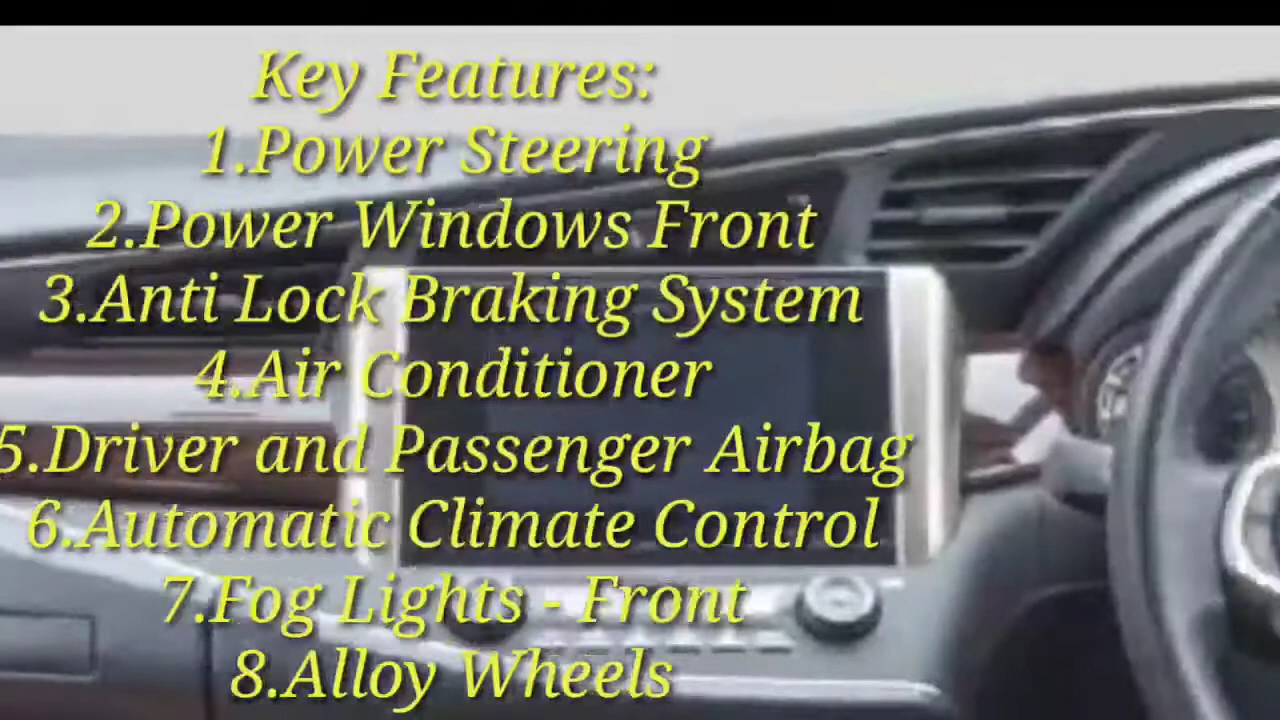 Key Features:
1.Power Steering
2.Power Windows Front
3.Anti Lock Braking System
4.Air Conditioner
5.Driver and Passenger Airbag
6.Automatic Climate Control
7.Fog Lights - Front
8.Alloy Wheels